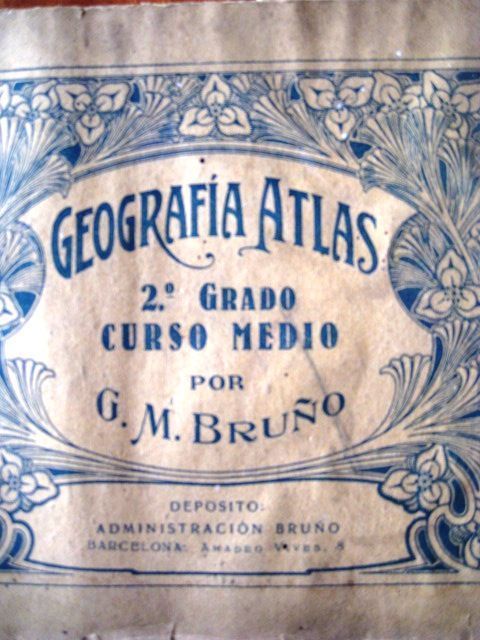 GEOGRAFÍA ATLAS
2.º GRADO
CURSO MEDIO
POR
G. M. BRUÑO
DEPOSITO:
ADMINISTRACIÓN BRUÑO
BARCELONA: AMADEO VIVES, 8